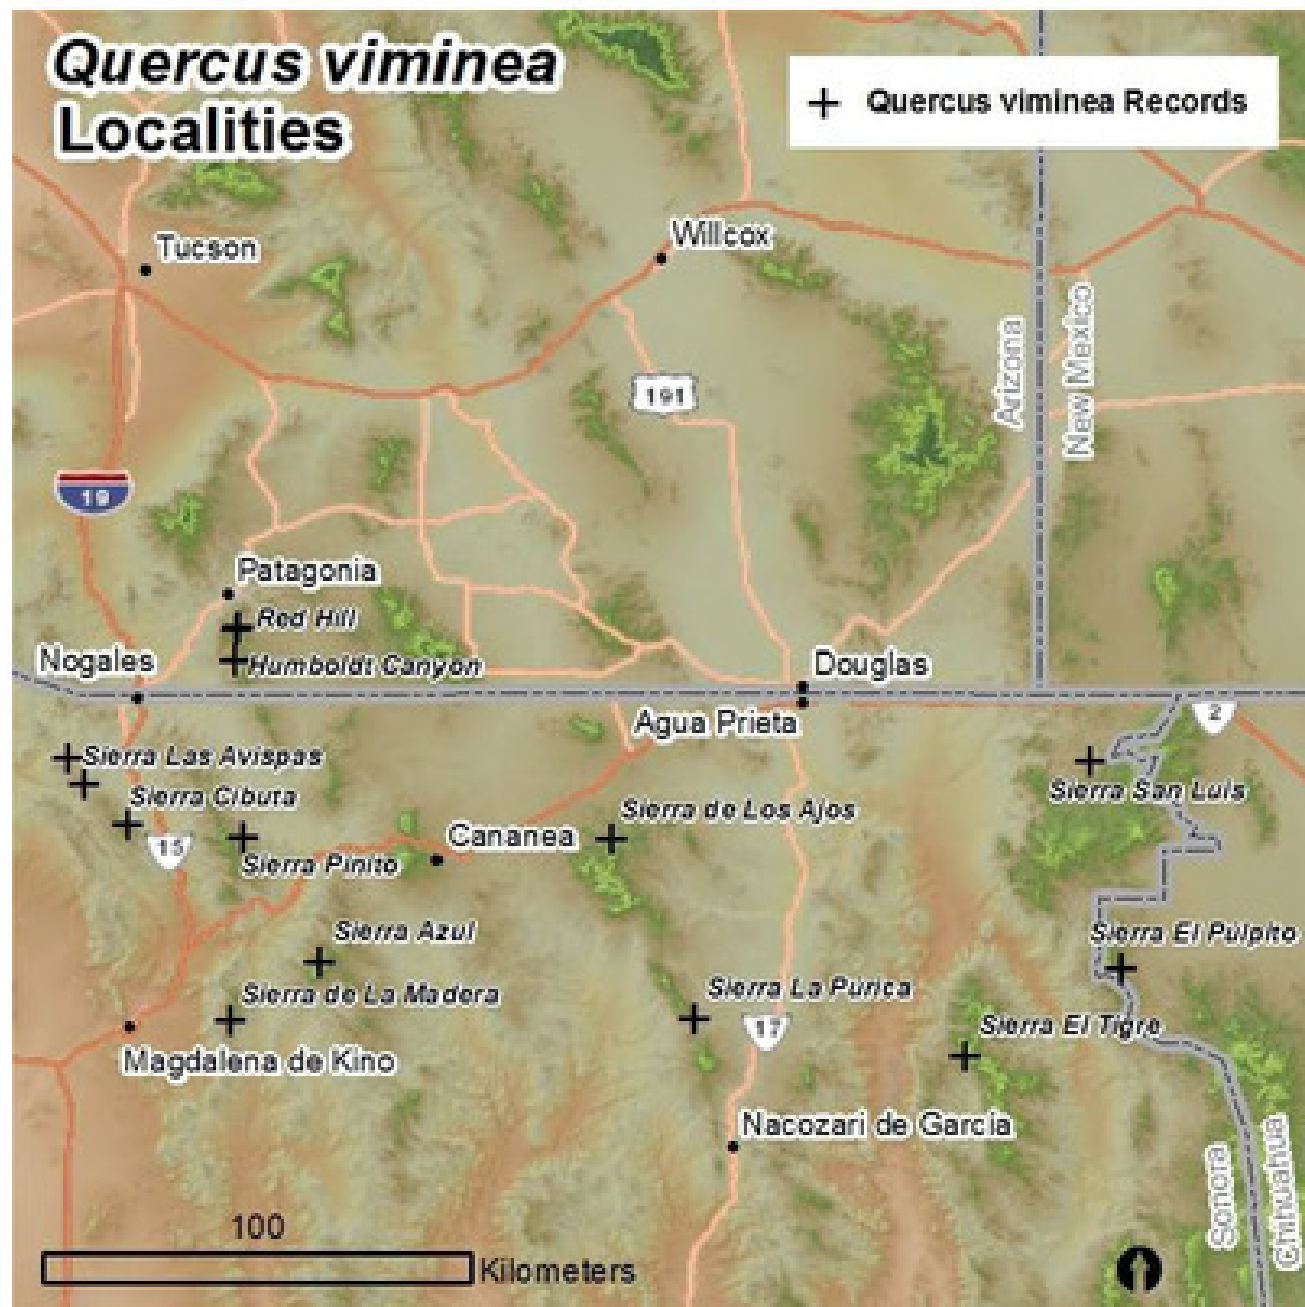 Quercus viminea
Localities
Quercus viminea Records
Tucson
Willcox
191
Arizona
New Mexico
19
Patagonia
Red Hill
Humboldt Canyon
Nogales
Douglas
Agua Prieta
2
Sierra Las Avispas
Sierra San Luis
Sierra Cibuta
Sierra de Los Ajos
15
Cananea
Sierra Pinito
Sierra Azul
Sierra El Púlpito
Sierra de La Madera
Sierra La Púrica
17
Sierra El Tigre
Magdalena de Kino
Nacozari de García
Sonora
Chihuahua
100
Kilometers